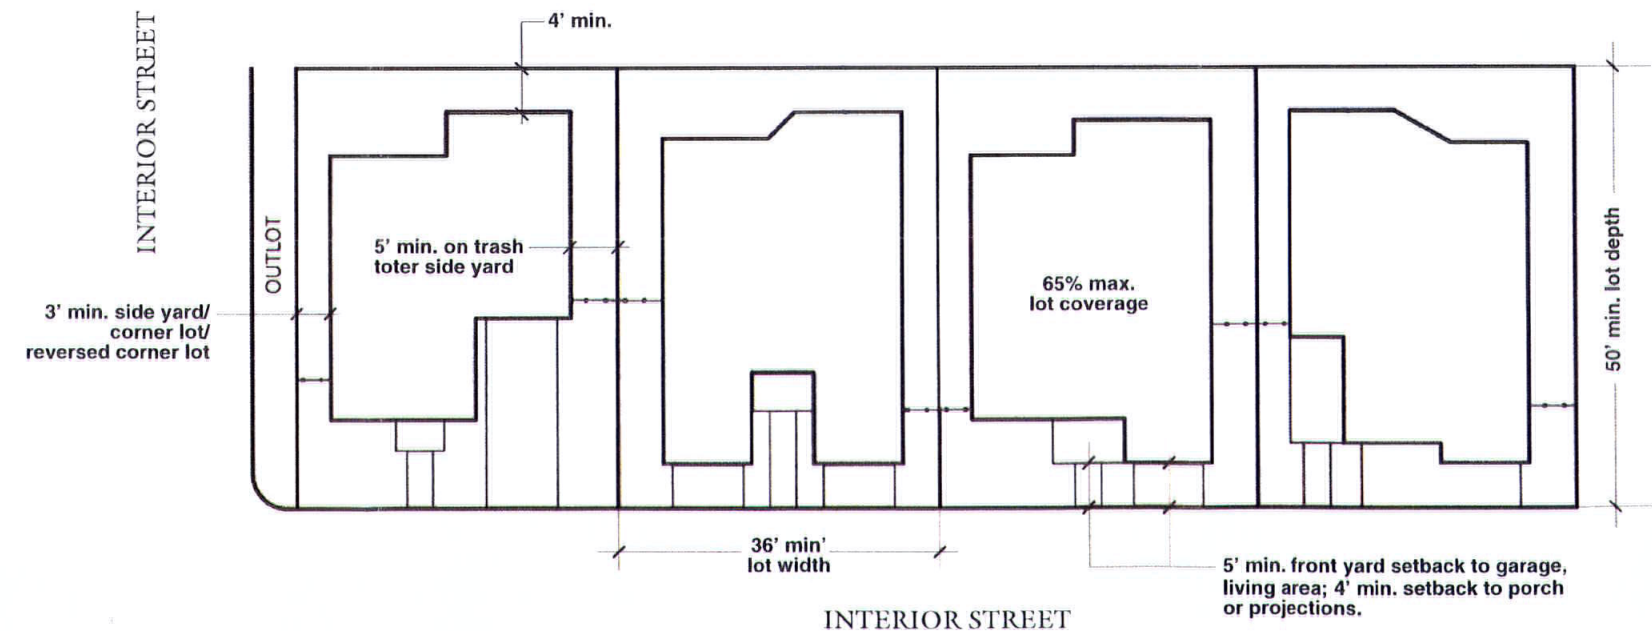 4' min.
INTERIOR STREET
OUTLOT
5' min. on trash
toter side yard
3' min. side yard/
corner lot/
reversed corner lot
65% max.
lot coverage
50' min. lot depth
36' min'
lot width
5' min. front yard setback to garage,
living area; 4' min. setback to porch
or projections.
INTERIOR STREET